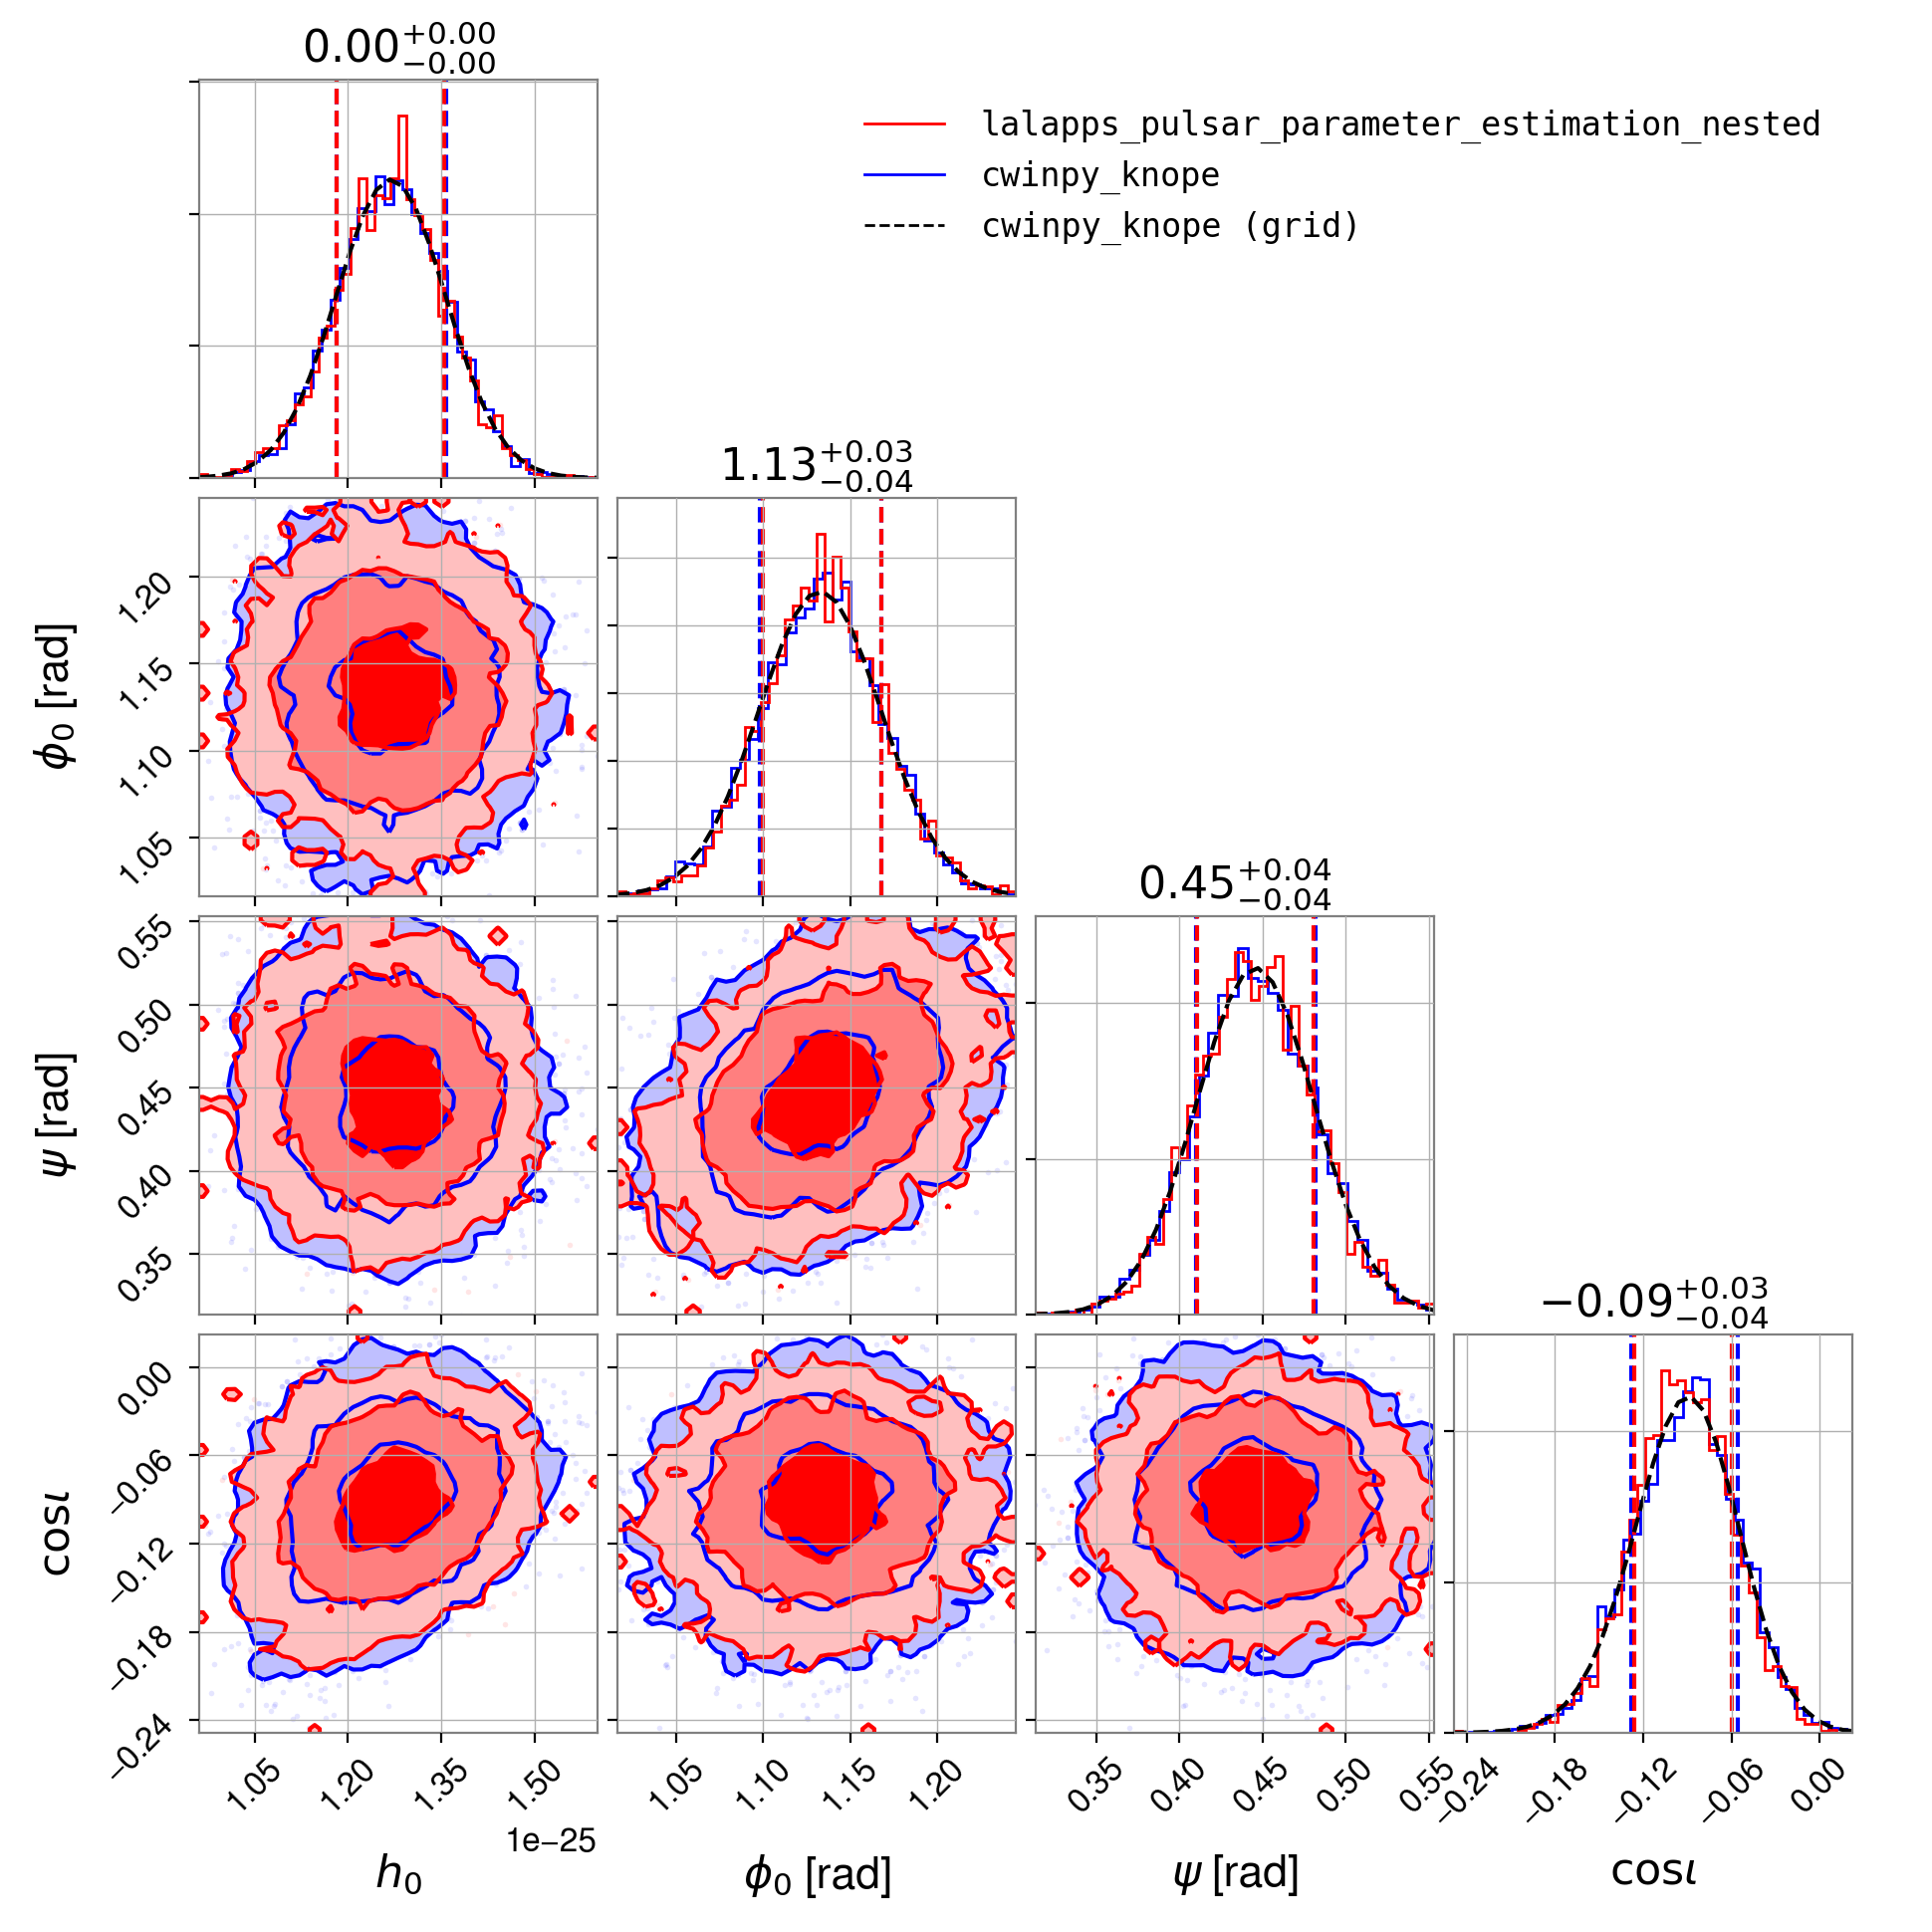 0.00+0.00−0.00
lalapps_pulsar_parameter_estimation_nested
cwinpy_knope
cwinpy_knope (grid)
1.13+0.03−0.04
1.20
1.15
1.10
1.05
ϕ0 [rad]
0.45+0.04−0.04
0.55
0.50
0.45
0.40
0.35
ψ [rad]
−0.09+0.03−0.04
0.00
−0.06
−0.12
−0.18
−0.24
cosι
1.05 1.20 1.35 1.50
1.05 1.10 1.15 1.20
0.35 0.40 0.45 0.50 0.55
−0.24 −0.18 −0.12 −0.06 0.00
1e−25
h0
ϕ0 [rad]
ψ [rad]
cosι